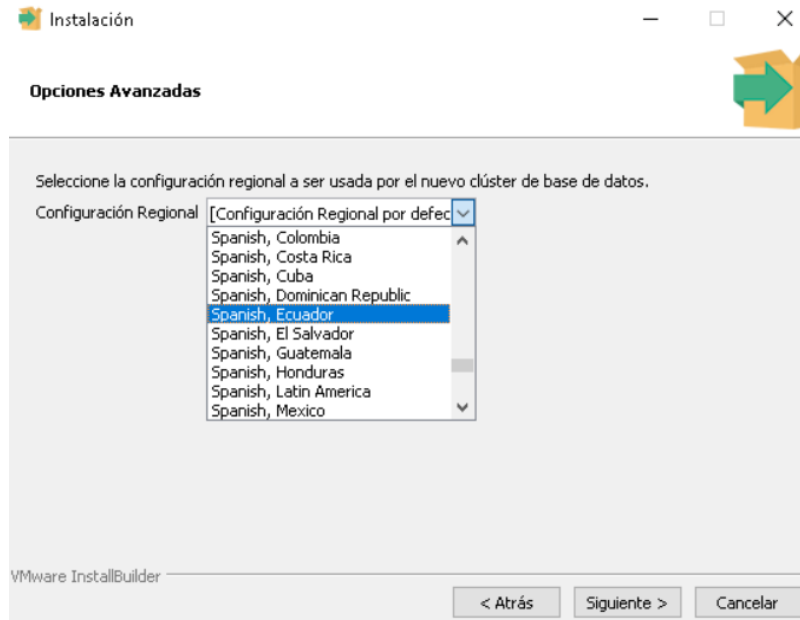 Instalación
Opciones Avanzadas
Seleccione la configuración regional a ser usada por el nuevo clúster de base de datos.
Configuración Regional [Configuración Regional por defec
Spanish, Colombia
Spanish, Costa Rica
Spanish, Cuba
Spanish, Dominican Republic
Spanish, Ecuador
Spanish, El Salvador
Spanish, Guatemala
Spanish, Honduras
Spanish, Latin America
Spanish, Mexico
VMware InstallBuilder
< Atrás Siguiente > Cancelar